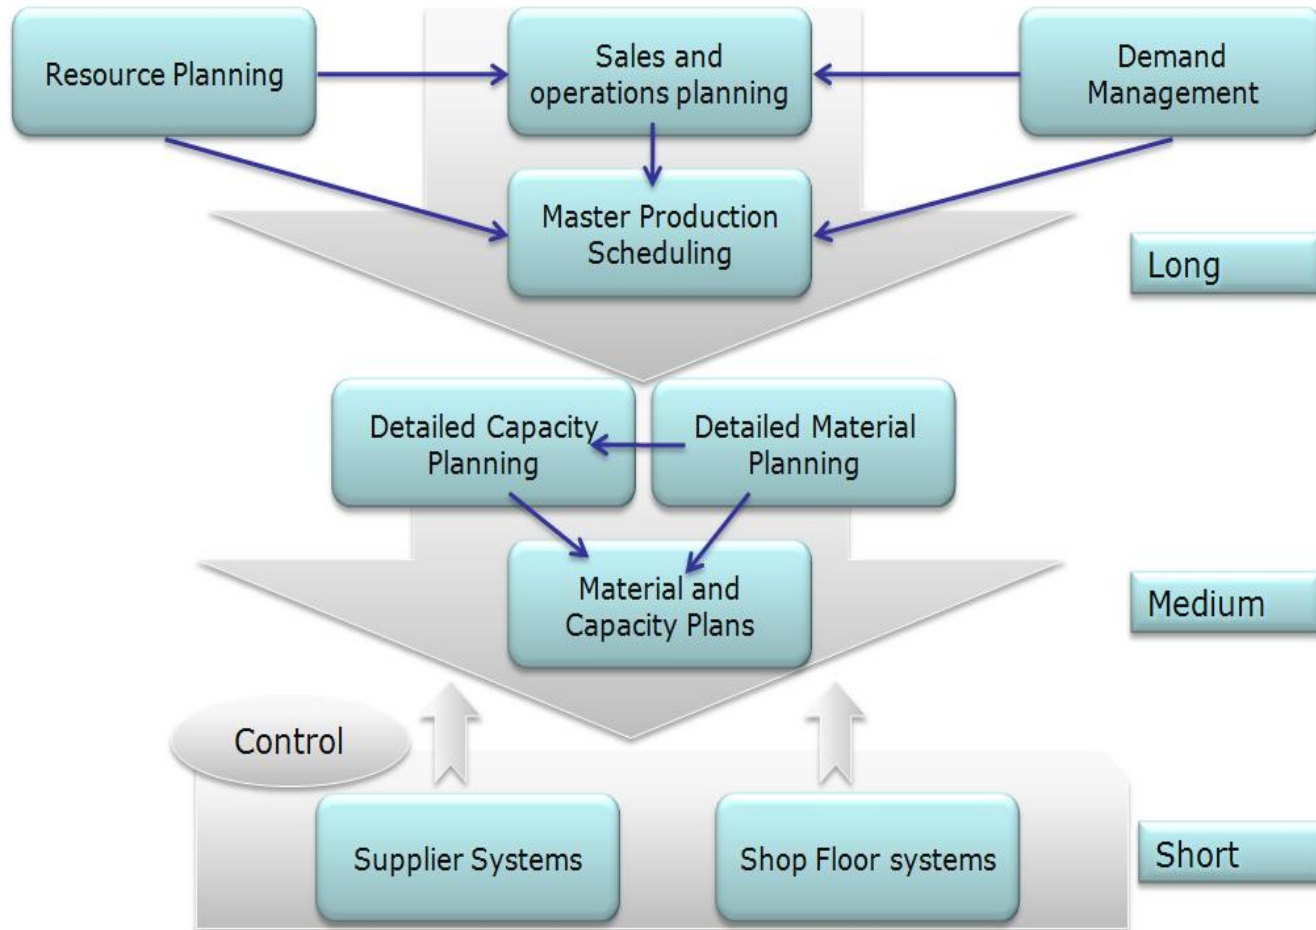 Resource Planning
Sales and
operations planning
Demand
Management
Master Production
Scheduling
Long
Detailed Capacity
Planning
Detailed Material
Planning
Material and
Capacity Plans
Medium
Control
Supplier Systems
Shop Floor systems
Short